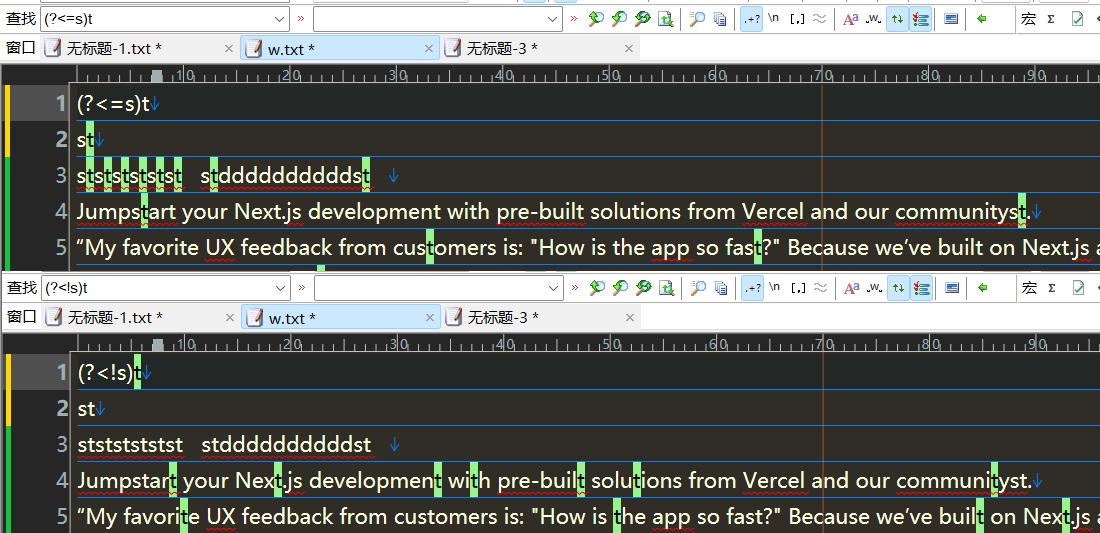 查找 (?<=s)t » » .+? \n [,] ≈ Aa .w. 宏 Σ
窗口 无标题-1.txt * × w.txt * × 无标题-3 * ×
10 20 30 40 50 60 70 80 90
1 (?<=s)t↓
2 st↓
3 stststststst stddddddddddst ↓
4 Jumpstart your Next.js development with pre-built solutions from Vercel and our communityst.↓
5 “My favorite UX feedback from customers is: "How is the app so fast?" Because we’ve built on Next.js a
查找 (?<!s)t » » .+? \n [,] ≈ Aa .w. 宏 Σ
窗口 无标题-1.txt * × w.txt * × 无标题-3 * ×
10 20 30 40 50 60 70 80 90
1 (?<!s)t↓
2 st↓
3 stststststst stddddddddddst ↓
4 Jumpstart your Next.js development with pre-built solutions from Vercel and our communityst.↓
5 “My favorite UX feedback from customers is: "How is the app so fast?" Because we’ve built on Next.js a